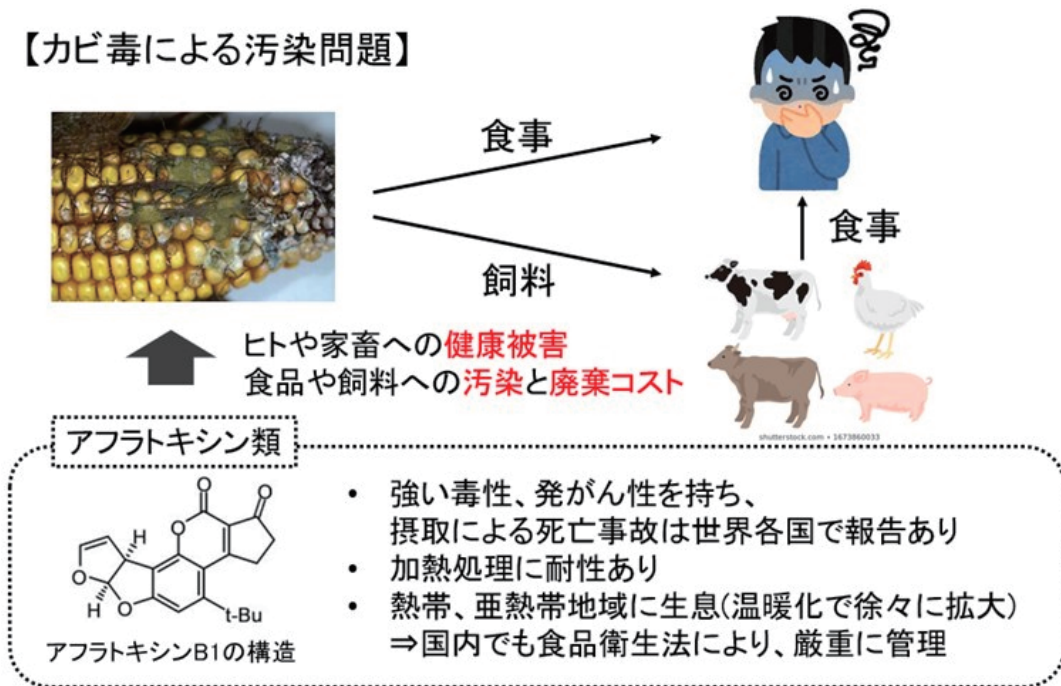 【カビ毒による汚染問題】
食事
食事
飼料
ヒトや家畜への健康被害
食品や飼料への汚染と廃棄コスト
shutterstock.com • 1673860033
アフラトキシン類
O
O
O
H
O
H
O
t-Bu
アフラトキシンB1の構造
• 強い毒性、発がん性を持ち、
摂取による死亡事故は世界各国で報告あり
• 加熱処理に耐性あり
• 熱帯、亜熱帯地域に生息(温暖化で徐々に拡大)
⇒国内でも食品衛生法により、厳重に管理